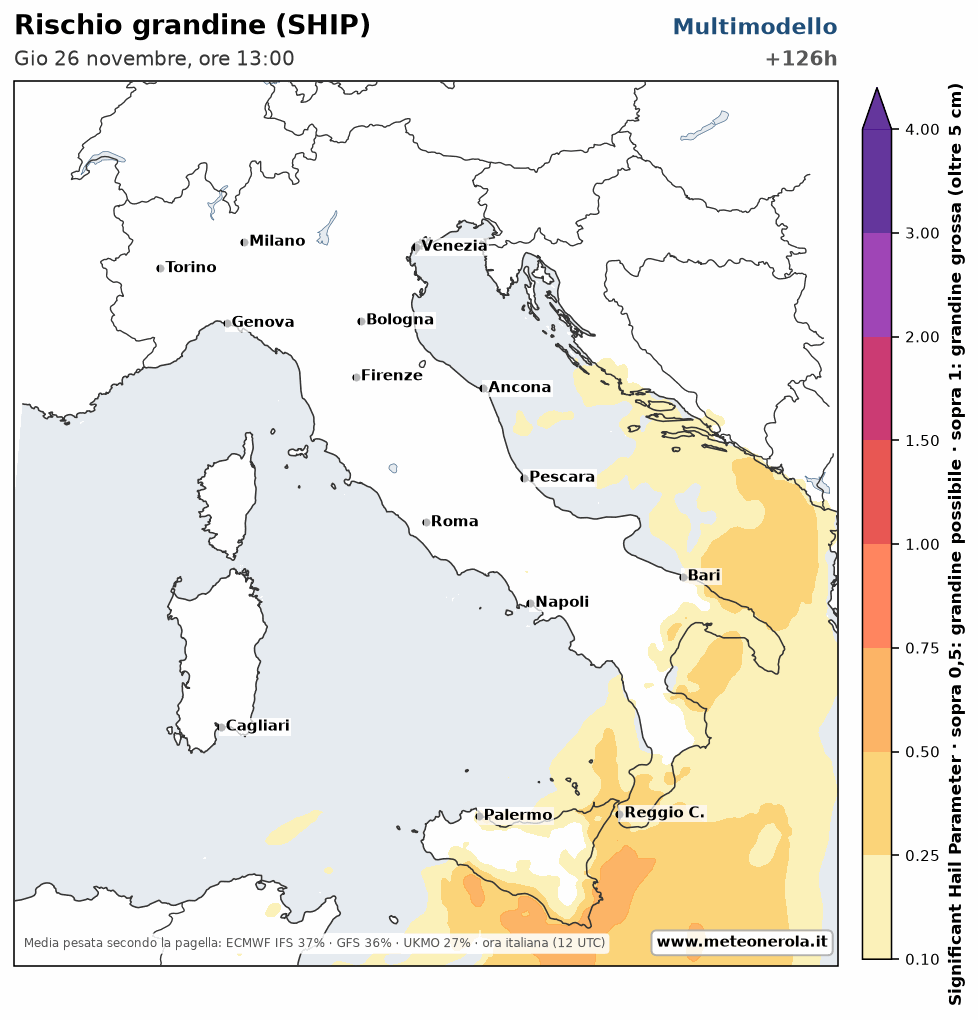 Rischio grandine (SHIP)
Multimodello
Gio 26 novembre, ore 13:00
+126h
Milano
Venezia
Torino
Genova
Bologna
Firenze
Ancona
Pescara
Roma
Bari
Napoli
Cagliari
Palermo
Reggio C.
Media pesata secondo la pagella: ECMWF IFS 37% · GFS 36% · UKMO 27% · ora italiana (12 UTC)
www.meteonerola.it
4.00
3.00
2.00
1.50
1.00
0.75
0.50
0.25
0.10
Significant Hail Parameter · sopra 0,5: grandine possibile · sopra 1: grandine grossa (oltre 5 cm)